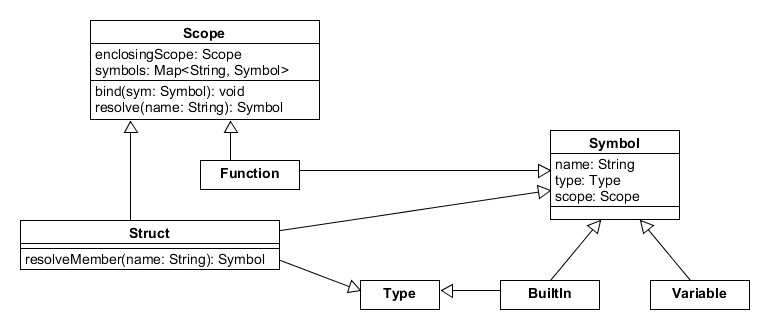 Scope
enclosingScope: Scope
symbols: Map<String, Symbol>
bind(sym: Symbol): void
resolve(name: String): Symbol
Symbol
name: String
type: Type
scope: Scope
Function
Struct
resolveMember(name: String): Symbol
Type
BuiltIn
Variable